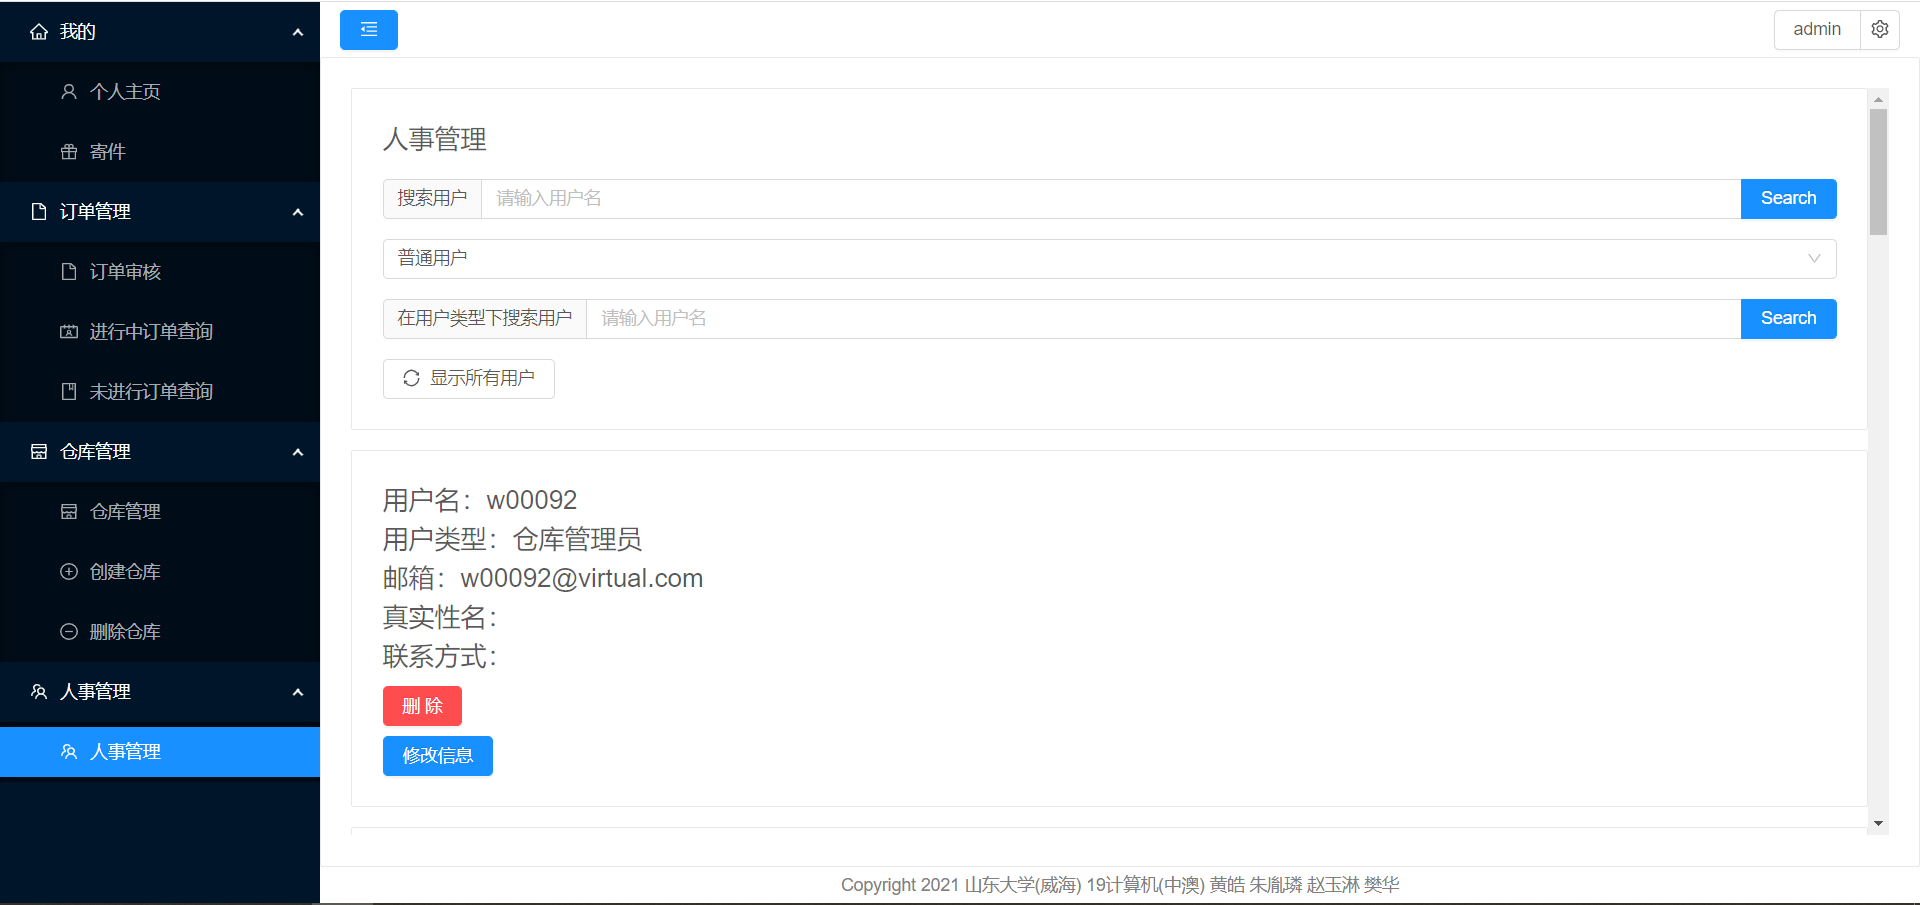 我的
个人主页
寄件
订单管理
订单审核
进行中订单查询
未进行订单查询
仓库管理
仓库管理
创建仓库
删除仓库
人事管理
人事管理
admin
人事管理
搜索用户 请输入用户名 Search
普通用户
在用户类型下搜索用户 请输入用户名 Search
显示所有用户
用户名：w00092
用户类型：仓库管理员
邮箱：w00092@virtual.com
真实性名：
联系方式：
删 除
修改信息
Copyright 2021 山东大学(威海) 19计算机(中澳) 黄皓 朱胤璘 赵玉淋 樊华